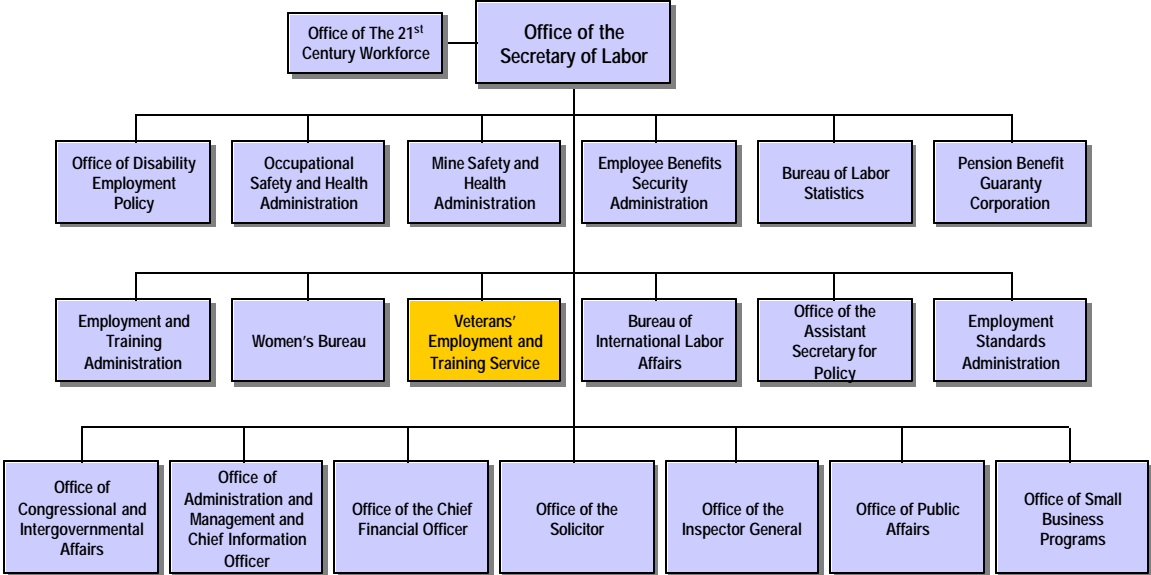 Office of The 21st
Century Workforce
Office of the
Secretary of Labor
Office of Disability
Employment
Policy
Occupational
Safety and Health
Administration
Mine Safety and
Health
Administration
Employee Benefits
Security
Administration
Bureau of Labor
Statistics
Pension Benefit
Guaranty
Corporation
Employment and
Training
Administration
Women's Bureau
Veterans'
Employment and
Training Service
Bureau of
International Labor
Affairs
Office of the
Assistant
Secretary for
Policy
Employment
Standards
Administration
Office of
Congressional and
Intergovernmental
Affairs
Office of
Administration and
Management and
Chief Information
Officer
Office of the Chief
Financial Officer
Office of the
Solicitor
Office of the
Inspector General
Office of Public
Affairs
Office of Small
Business
Programs